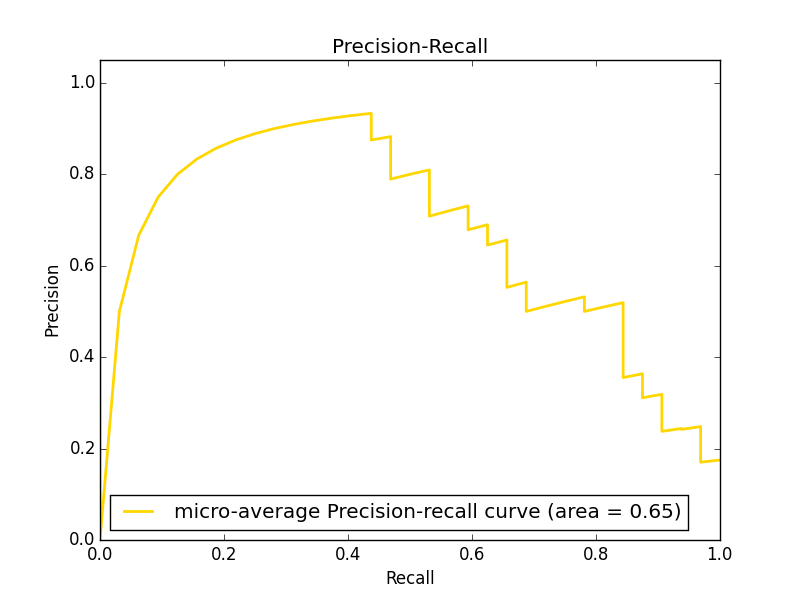 Precision-Recall
1.0
0.8
0.6
0.4
0.2
0.0
Precision
micro-average Precision-recall curve (area = 0.65)
0.0 0.2 0.4 0.6 0.8 1.0
Recall